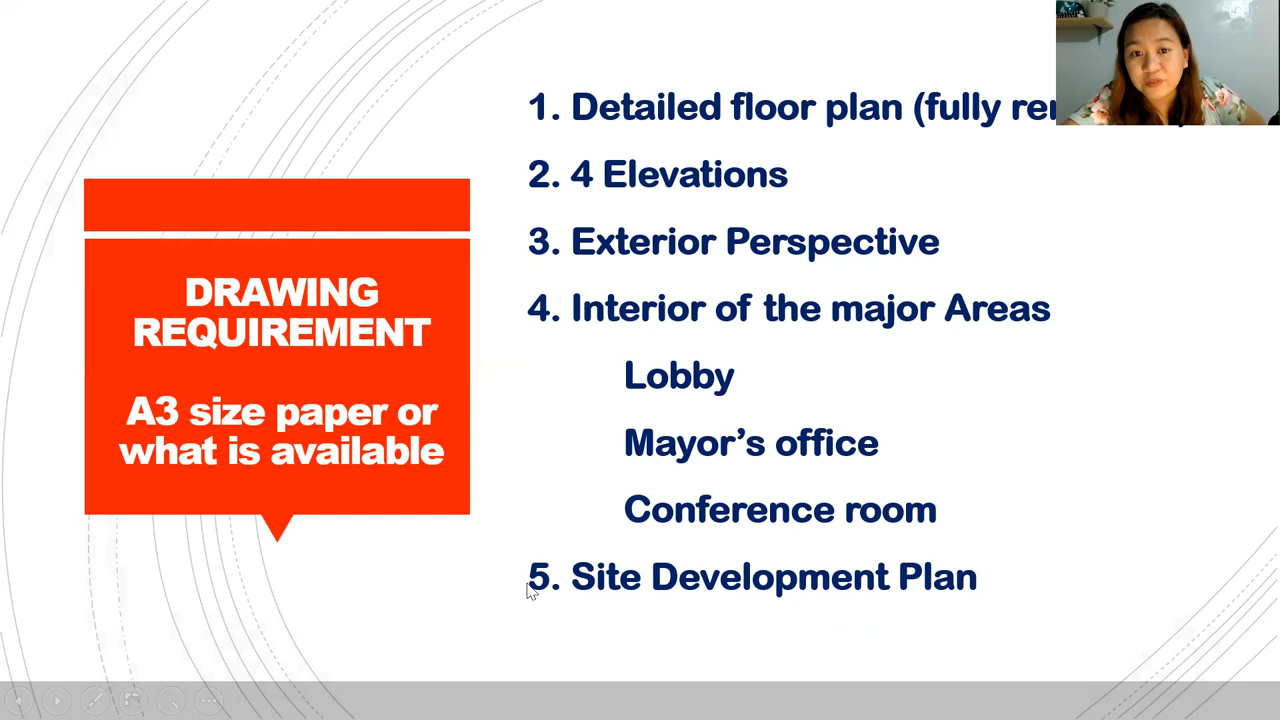 DRAWING
REQUIREMENT
A3 size paper or
what is available
1. Detailed floor plan (fully
2. 4 Elevations
3. Exterior Perspective
4. Interior of the major Areas
Lobby
Mayor’s office
Conference room
5. Site Development Plan